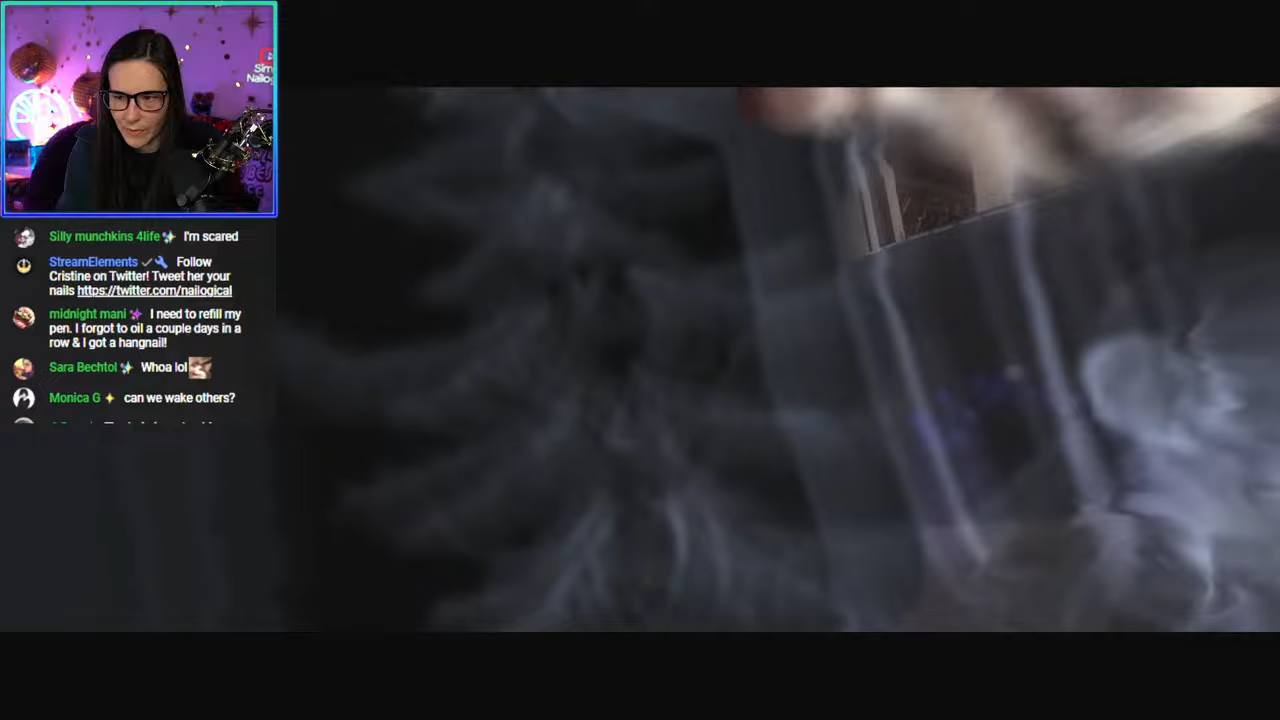 Silly munchkins 4life I'm scared
StreamElements Follow
Cristine on Twitter! Tweet her your
nails https://twitter.com/nailogical
midnight mani I need to refill my
pen. I forgot to oil a couple days in a
row & I got a hangnail!
Sara Bechtol Whoa lol
Monica G can we wake others?